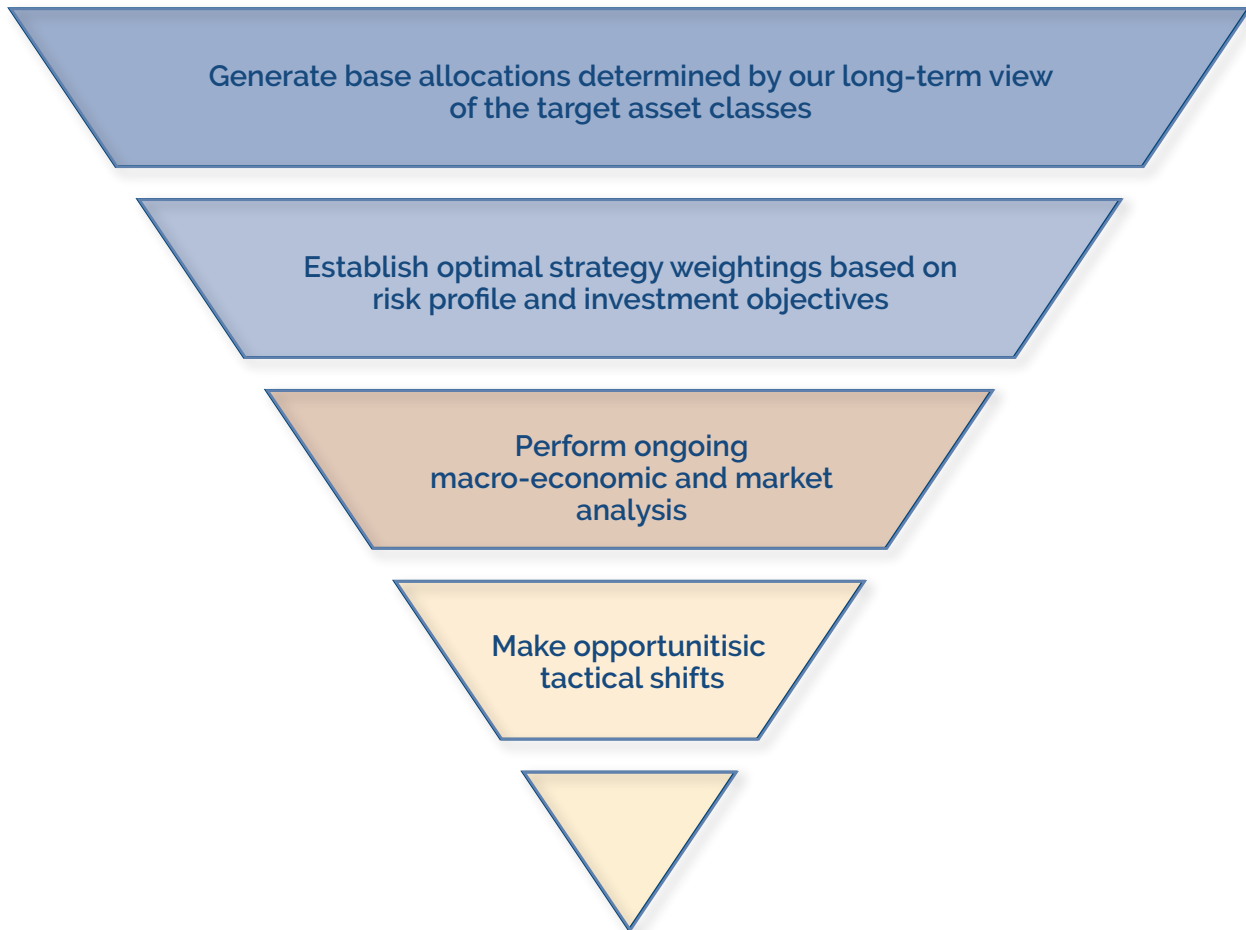 Generate base allocations determined by our long-term view
of the target asset classes
Establish optimal strategy weightings based on
risk profile and investment objectives
Perform ongoing
macro-economic and market
analysis
Make opportunitisic
tactical shifts